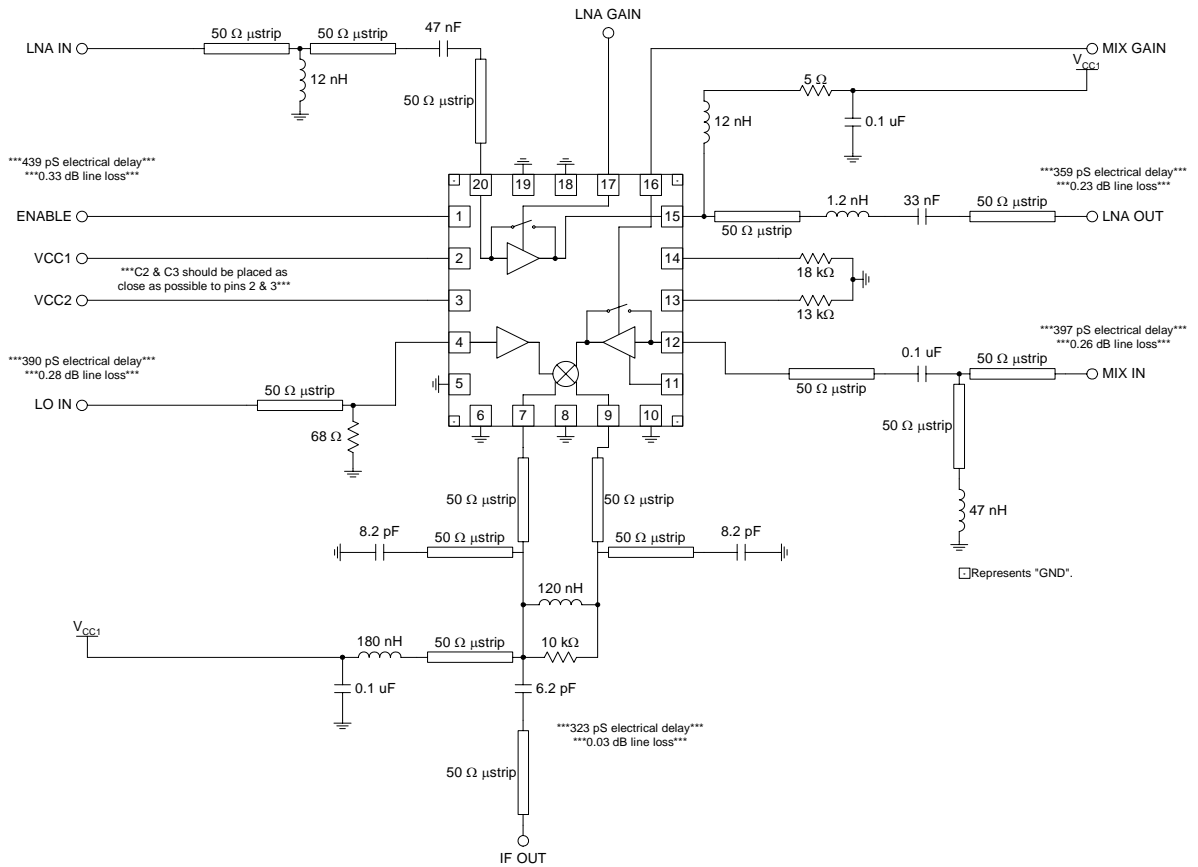 LNA GAIN
50 Ω µstrip
50 Ω µstrip
47 nF
LNA IN
MIX GAIN
VCC1
12 nH
5 Ω
50 Ω µstrip
12 nH
0.1 uF
***439 pS electrical delay***
***0.33 dB line loss***
***359 pS electrical delay***
***0.23 dB line loss***
20
19
18
17
16
ENABLE
1
15
50 Ω µstrip
1.2 nH
33 nF
50 Ω µstrip
LNA OUT
VCC1
2
14
18 kΩ
***C2 & C3 should be placed as
close as possible to pins 2 & 3***
VCC2
3
13
13 kΩ
***390 pS electrical delay***
***0.28 dB line loss***
4
12
***397 pS electrical delay***
***0.26 dB line loss***
0.1 uF
50 Ω µstrip
50 Ω µstrip
MIX IN
5
11
LO IN
50 Ω µstrip
68 Ω
6
7
8
9
10
50 Ω µstrip
50 Ω µstrip
50 Ω µstrip
47 nH
8.2 pF
50 Ω µstrip
50 Ω µstrip
8.2 pF
- Represents "GND".
120 nH
VCC1
180 nH
50 Ω µstrip
10 kΩ
0.1 uF
6.2 pF
***323 pS electrical delay***
***0.03 dB line loss***
50 Ω µstrip
IF OUT